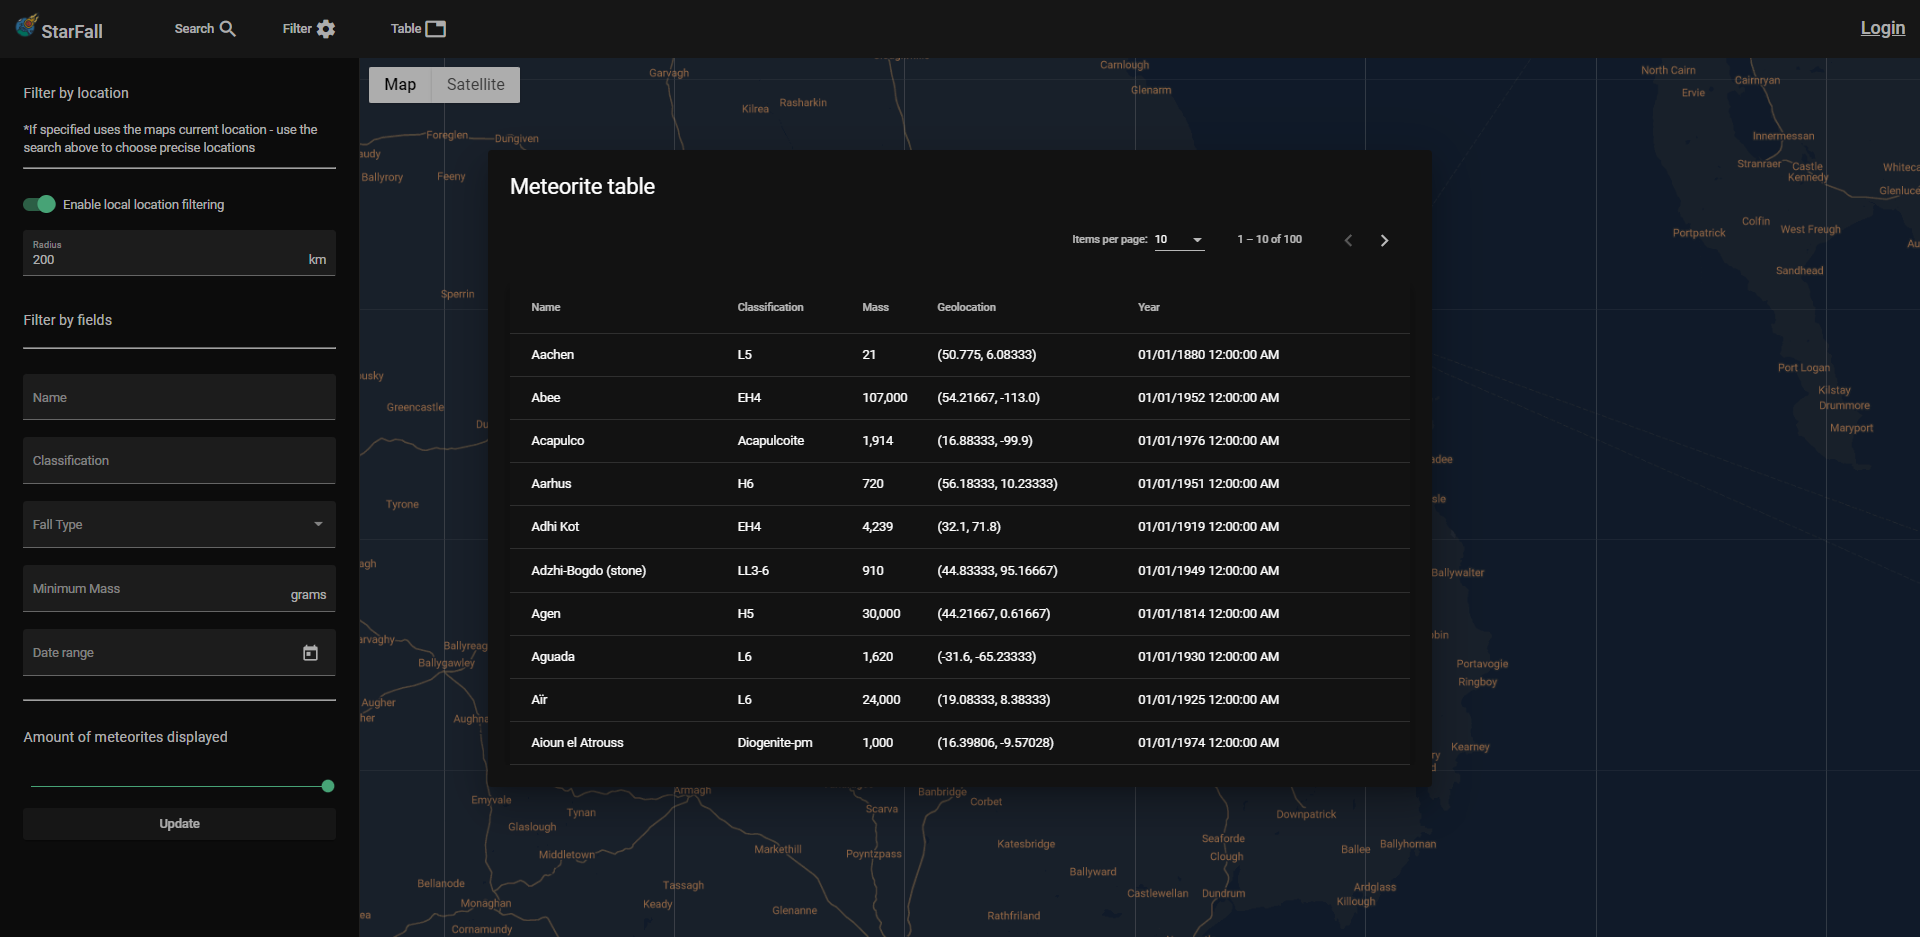 StarFall
Search
Filter
Table
Login
Filter by location
*If specified uses the maps current location - use the
search above to choose precise locations
Enable local location filtering
Radius
200
km
Filter by fields
Name
Classification
Fall Type
Minimum Mass
grams
Date range
Amount of meteorites displayed
Update
Map
Satellite
Meteorite table
Items per page: 10
1 – 10 of 100
Name Classification Mass Geolocation Year
Aachen L5 21 (50.775, 6.08333) 01/01/1880 12:00:00 AM
Abee EH4 107,000 (54.21667, -113.0) 01/01/1952 12:00:00 AM
Acapulco Acapulcoite 1,914 (16.88333, -99.9) 01/01/1976 12:00:00 AM
Aarhus H6 720 (56.18333, 10.23333) 01/01/1951 12:00:00 AM
Adhi Kot EH4 4,239 (32.1, 71.8) 01/01/1919 12:00:00 AM
Adzhi-Bogdo (stone) LL3-6 910 (44.83333, 95.16667) 01/01/1949 12:00:00 AM
Agen H5 30,000 (44.21667, 0.61667) 01/01/1814 12:00:00 AM
Aguada L6 1,620 (-31.6, -65.23333) 01/01/1930 12:00:00 AM
Aïr L6 24,000 (19.08333, 8.38333) 01/01/1925 12:00:00 AM
Aioun el Atrouss Diogenite-pm 1,000 (16.39806, -9.57028) 01/01/1974 12:00:00 AM
Garvagh
Carnlough
Glenarm
Kilrea
Rasharkin
Foreglen
Dungiven
audy
Ballyrory
Feeny
Sperrin
usky
Greencastle
Du
Tyrone
agh
arvaghy
Ballyreag
Ballygawley
Augher
her
Aughna
Emyvale
Tynan
Glaslough
Middletown
Bellanode
Monaghan
ea
Cornamundy
Armagh
Markethill
Tassagh
Keady
Glenanne
Scarva
Poyntzpass
Banbridge
Corbet
Katesbridge
Ballyward
Rathfriland
Castlewellan
Dundrum
Seaforde
Clough
Downpatrick
Ballee
Ballyhornan
Ardglass
Killough
Kearney
ry
d
Portavogie
Ringboy
bin
Ballywalter
sle
adee
North Cairn
Ervie
Cairnryan
Innermessan
Stranraer
Castle
Kennedy
Whiteca
Glenluce
Colfin
West Freugh
Portpatrick
Au
Sandhead
Port Logan
Kilstay
Drummore
Maryport